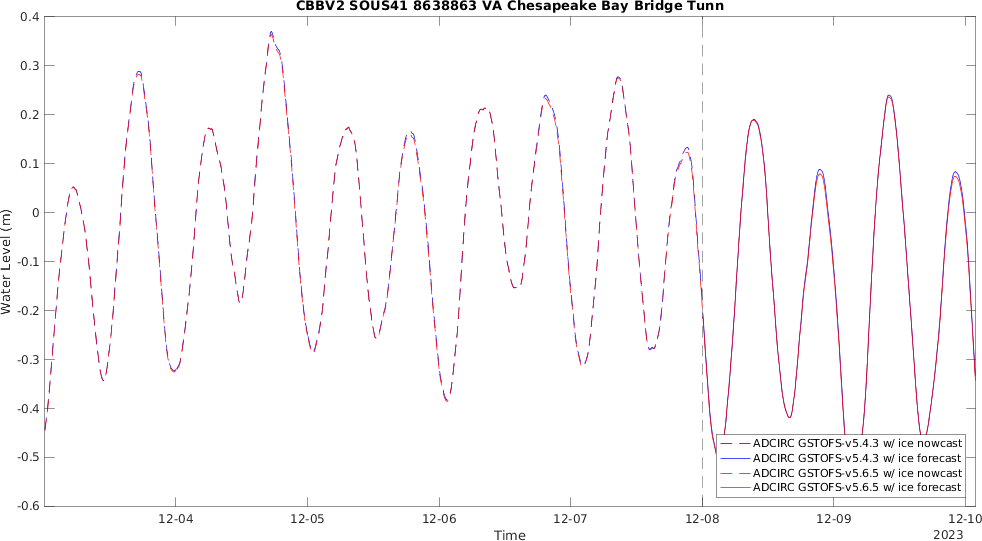 CBBV2 SOUS41 8638863 VA Chesapeake Bay Bridge Tunn
0.4
0.3
0.2
0.1
0
-0.1
-0.2
-0.3
-0.4
-0.5
-0.6
Water Level (m)
12-04
12-05
12-06
12-07
12-08
12-09
12-10
Time
2023
ADCIRC GSTOFS-v5.4.3 w/ ice nowcast
ADCIRC GSTOFS-v5.4.3 w/ ice forecast
ADCIRC GSTOFS-v5.6.5 w/ ice nowcast
ADCIRC GSTOFS-v5.6.5 w/ ice forecast